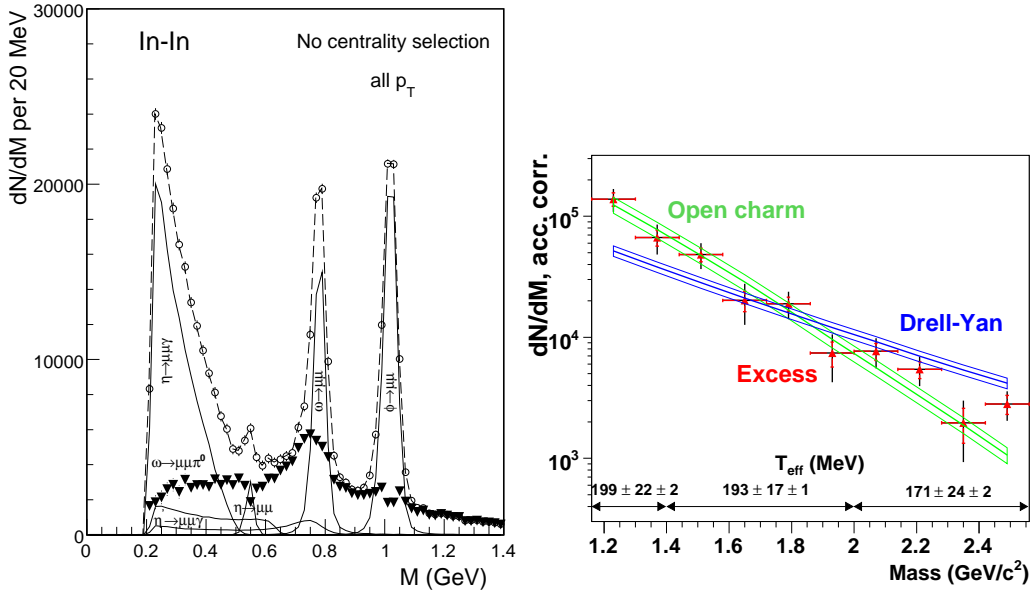 30000
20000
10000
0
dN/dM per 20 MeV
In-In
No centrality selection
all p_T
η→μμγ
ω→μμπ⁰
η'→μμγ
η→μμ
ω→μμ
φ→μμ
0 0.2 0.4 0.6 0.8 1 1.2 1.4
M (GeV)
dN/dM, acc. corr.
10⁵
10⁴
10³
Open charm
Drell-Yan
Excess
T_eff (MeV)
199 ± 22 ± 2 193 ± 17 ± 1 171 ± 24 ± 2
1.2 1.4 1.6 1.8 2 2.2 2.4
Mass (GeV/c²)